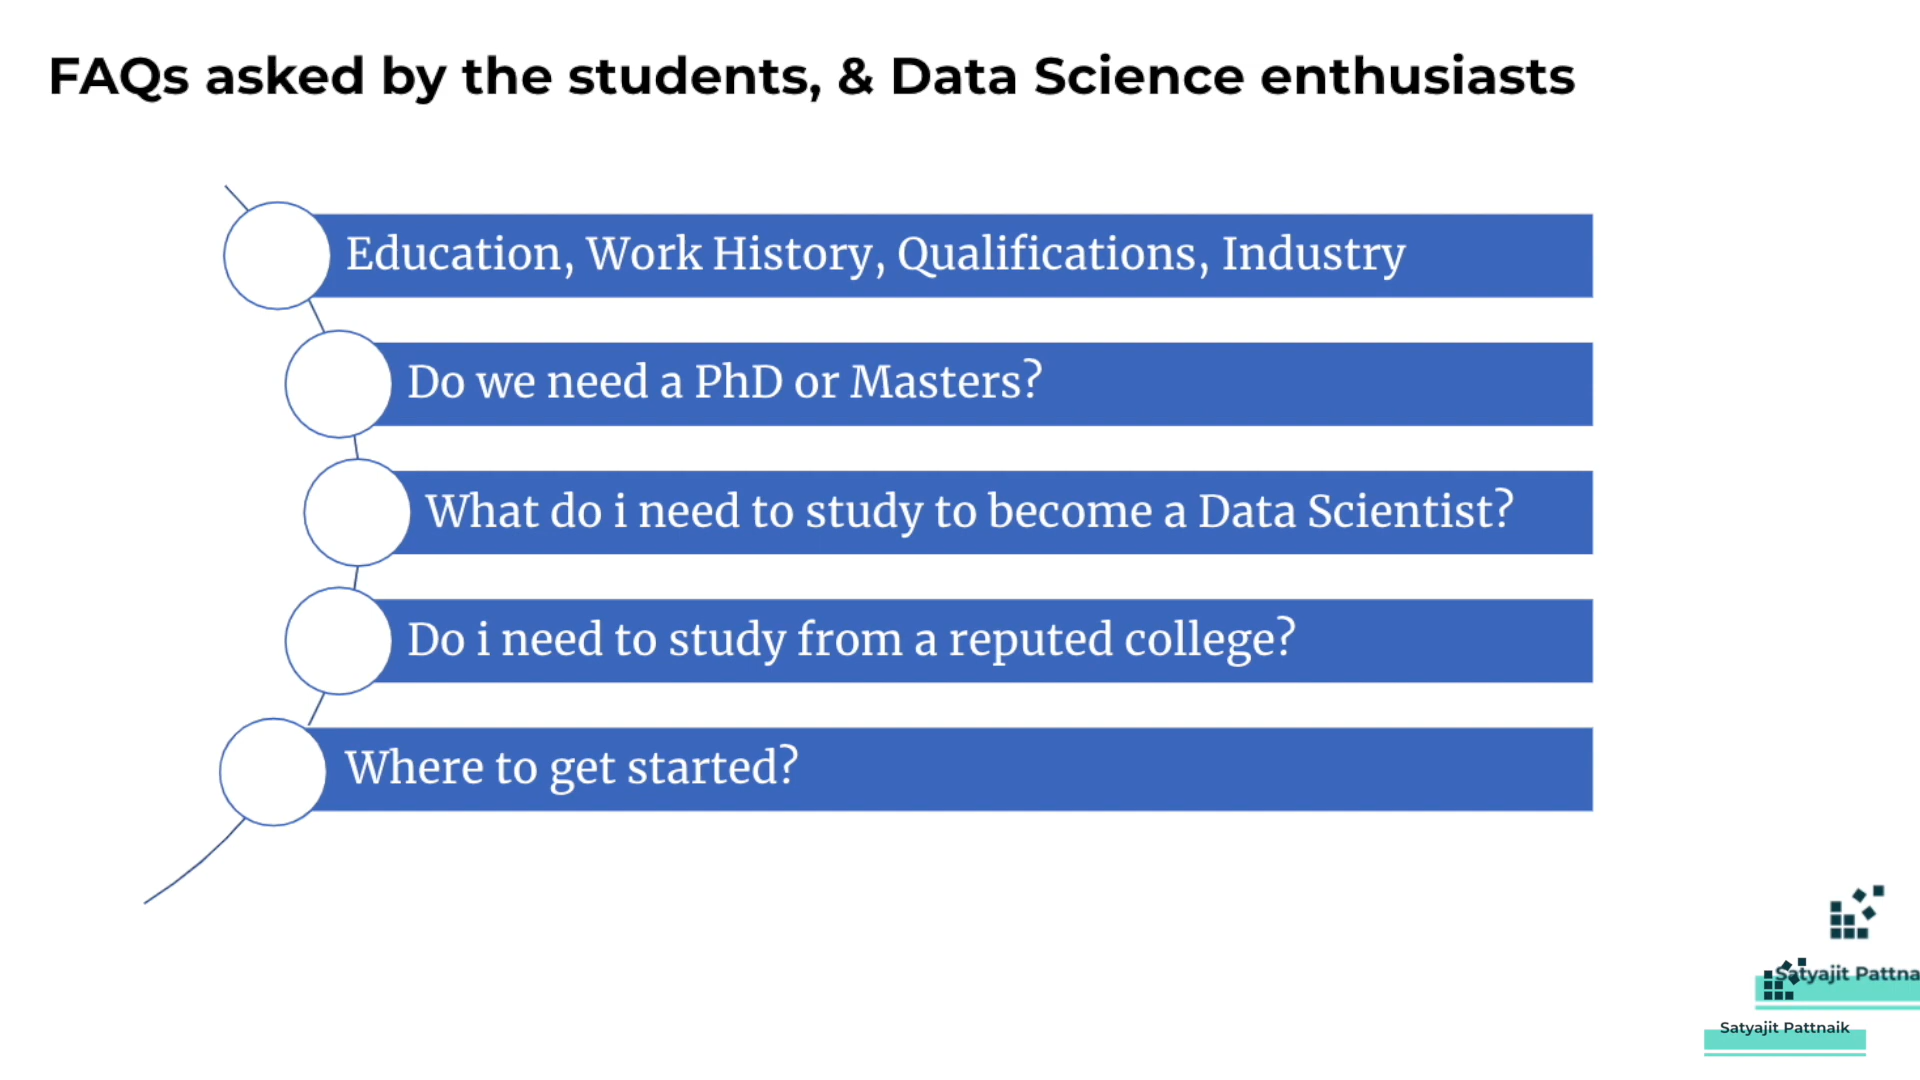 FAQs asked by the students, & Data Science enthusiasts
Education, Work History, Qualifications, Industry
Do we need a PhD or Masters?
What do i need to study to become a Data Scientist?
Do i need to study from a reputed college?
Where to get started?
Satyajit Pattna
Satyajit Pattnaik